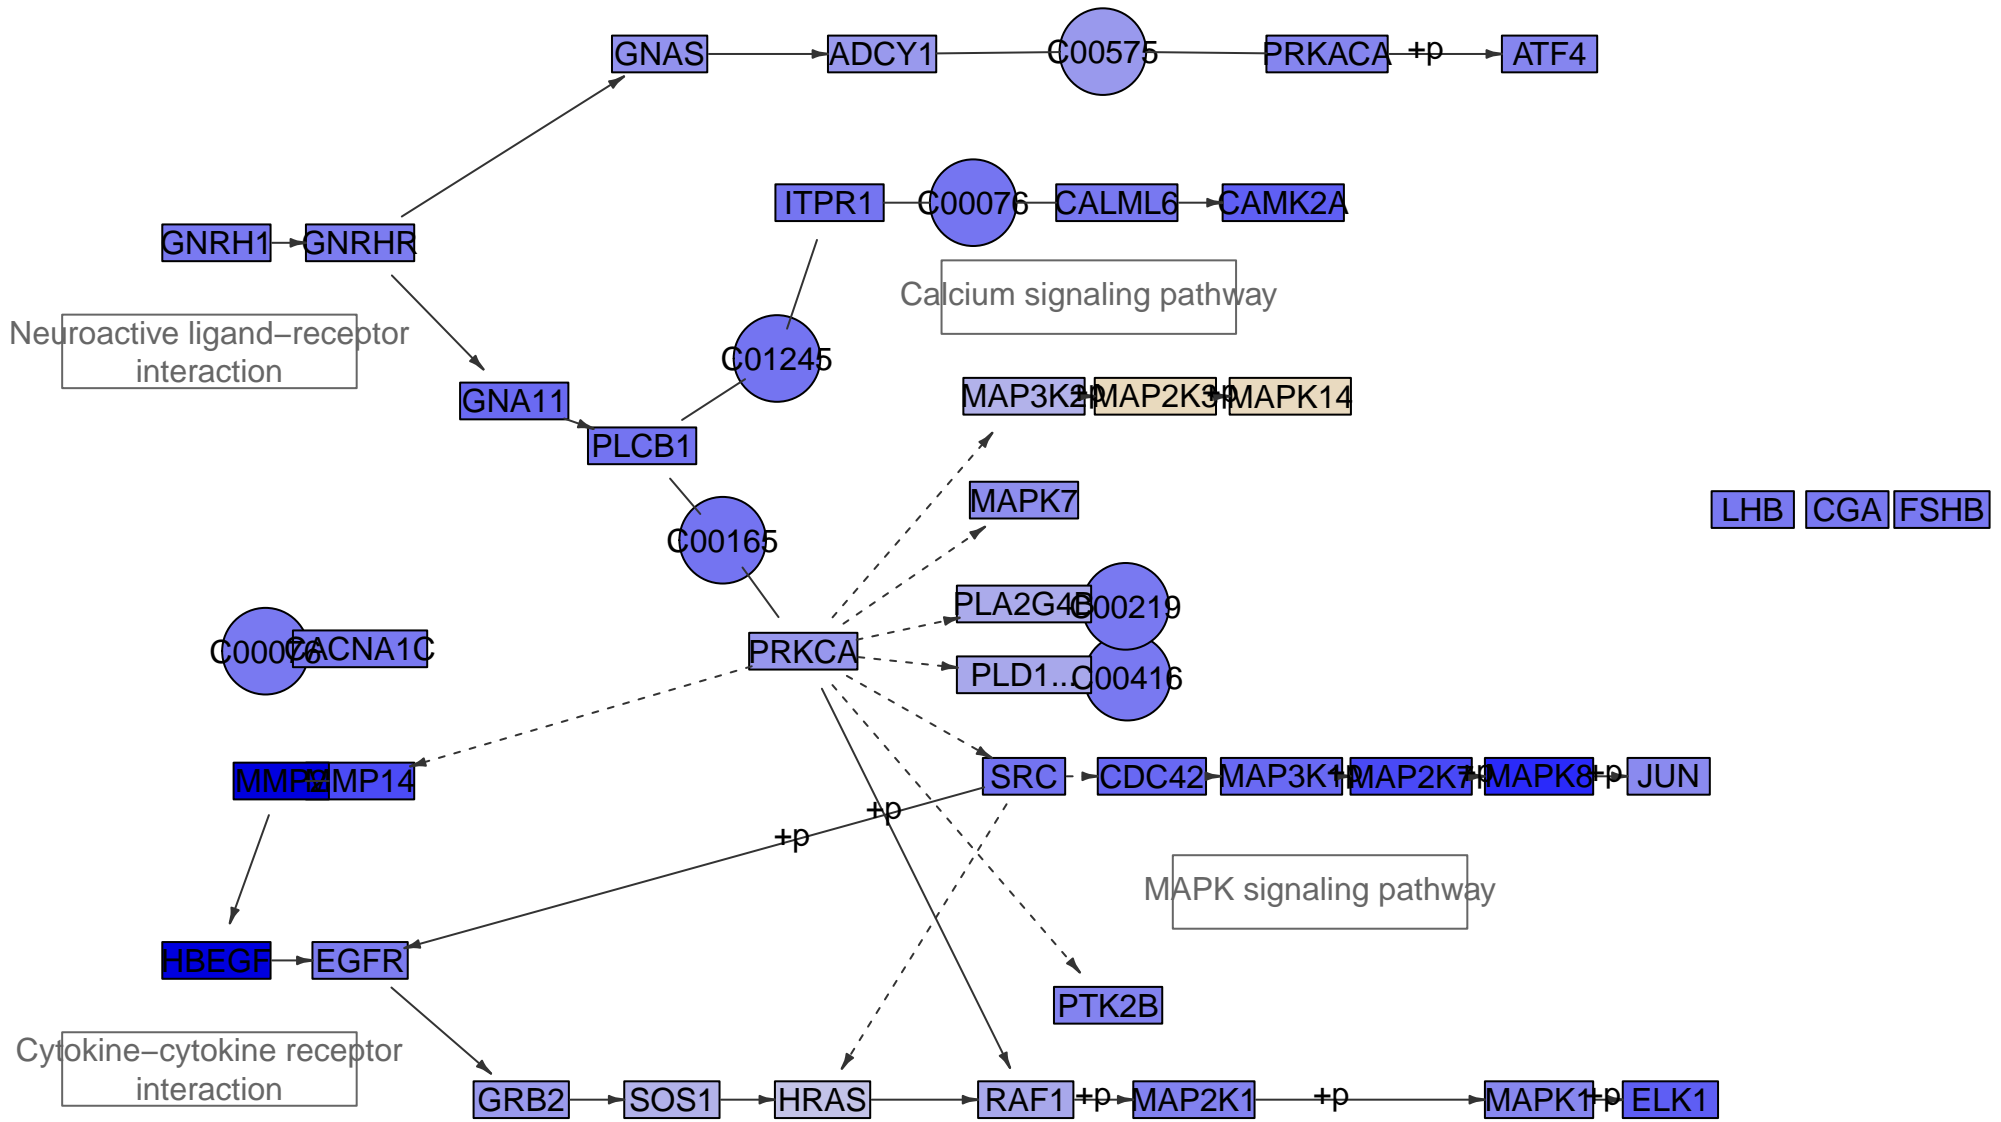 GNAS
ADCY1
C00575
PRKACA
+p
ATF4
ITPR1
C00076
CALML6
CAMK2A
GNRH1
GNRHR
Calcium signaling pathway
Neuroactive ligand−receptor
interaction
C01245
GNA11
PLCB1
MAP3K2
+p
MAP2K3
+p
MAPK14
MAPK7
LHB
CGA
FSHB
C00165
PLA2G4B
C00219
C00076
CACNA1C
PRKCA
PLD1...
C00416
MMP2
MMP14
SRC
CDC42
MAP3K1
+p
MAP2K7
+p
MAPK8
+p
JUN
+p
+p
MAPK signaling pathway
HBEGF
EGFR
PTK2B
Cytokine−cytokine receptor
interaction
GRB2
SOS1
HRAS
RAF1
+p
MAP2K1
+p
MAPK1
+p
ELK1